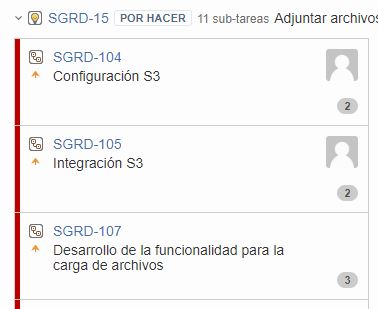 SGRD-15 POR HACER 11 sub-tareas Adjuntar archivos
SGRD-104
Configuración S3
2
SGRD-105
Integración S3
2
SGRD-107
Desarrollo de la funcionalidad para la
carga de archivos
3